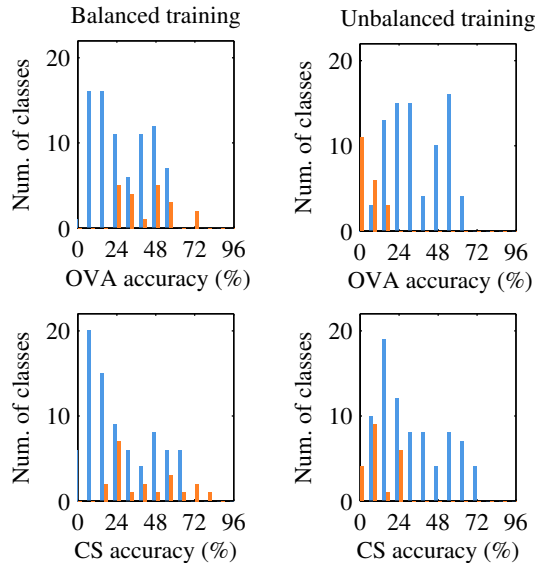 Balanced training
Unbalanced training
Num. of classes
20
10
0
0 24 48 72 96
OVA accuracy (%)
Num. of classes
20
10
0
0 24 48 72 96
OVA accuracy (%)
Num. of classes
20
10
0
0 24 48 72 96
CS accuracy (%)
Num. of classes
20
10
0
0 24 48 72 96
CS accuracy (%)